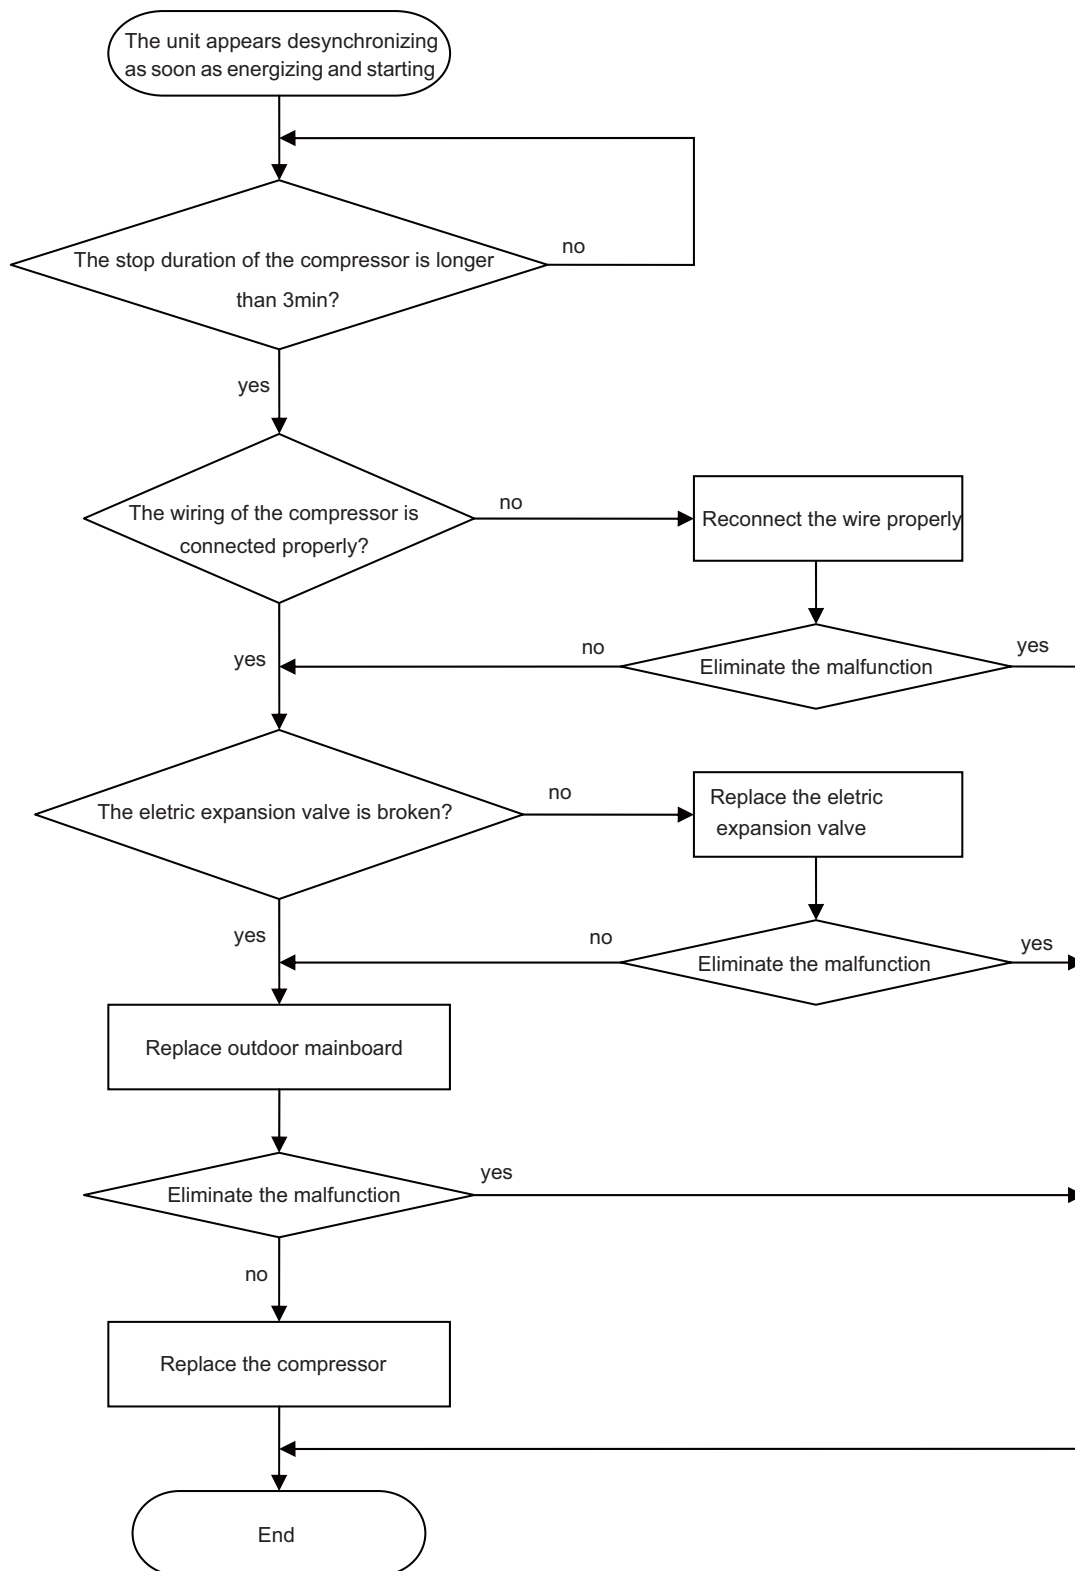 The unit appears desynchronizing
as soon as energizing and starting
no
The stop duration of the compressor is longer
than 3min?
yes
no
The wiring of the compressor is
connected properly?
Reconnect the wire properly
yes
no
Eliminate the malfunction
yes
no
The eletric expansion valve is broken?
Replace the eletric
expansion valve
yes
no
Eliminate the malfunction
yes
Replace outdoor mainboard
yes
Eliminate the malfunction
no
Replace the compressor
End